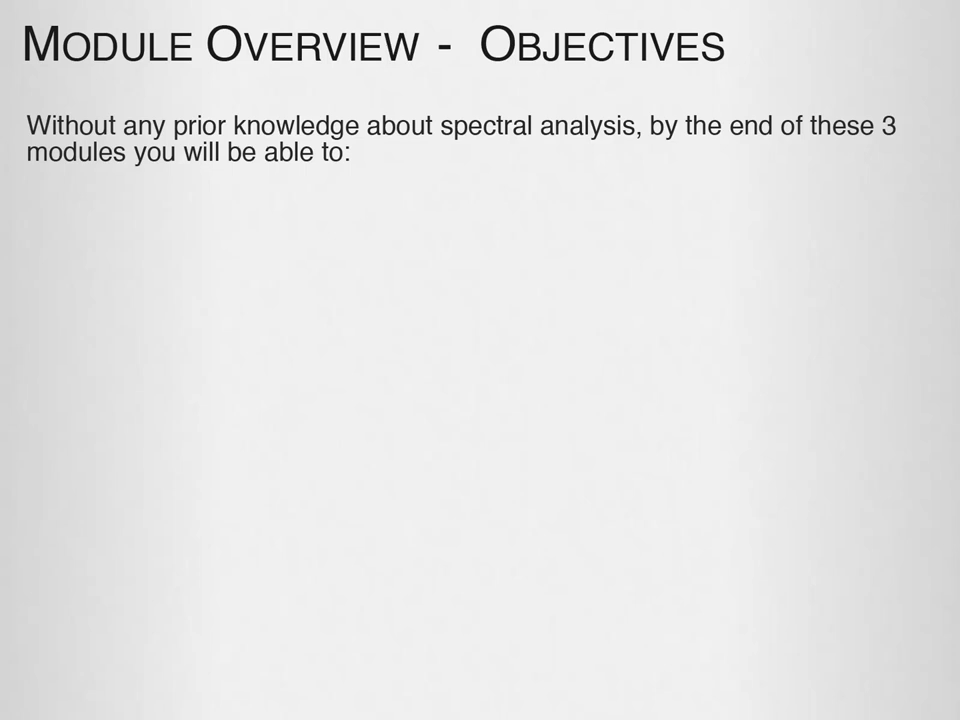 MODULE OVERVIEW - OBJECTIVES
Without any prior knowledge about spectral analysis, by the end of these 3
modules you will be able to: